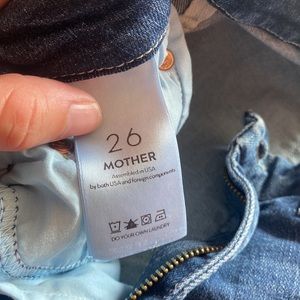 26
MOTHER
Assembled in USA
by both USA and foreign components
DO YOUR OWN LAUNDRY